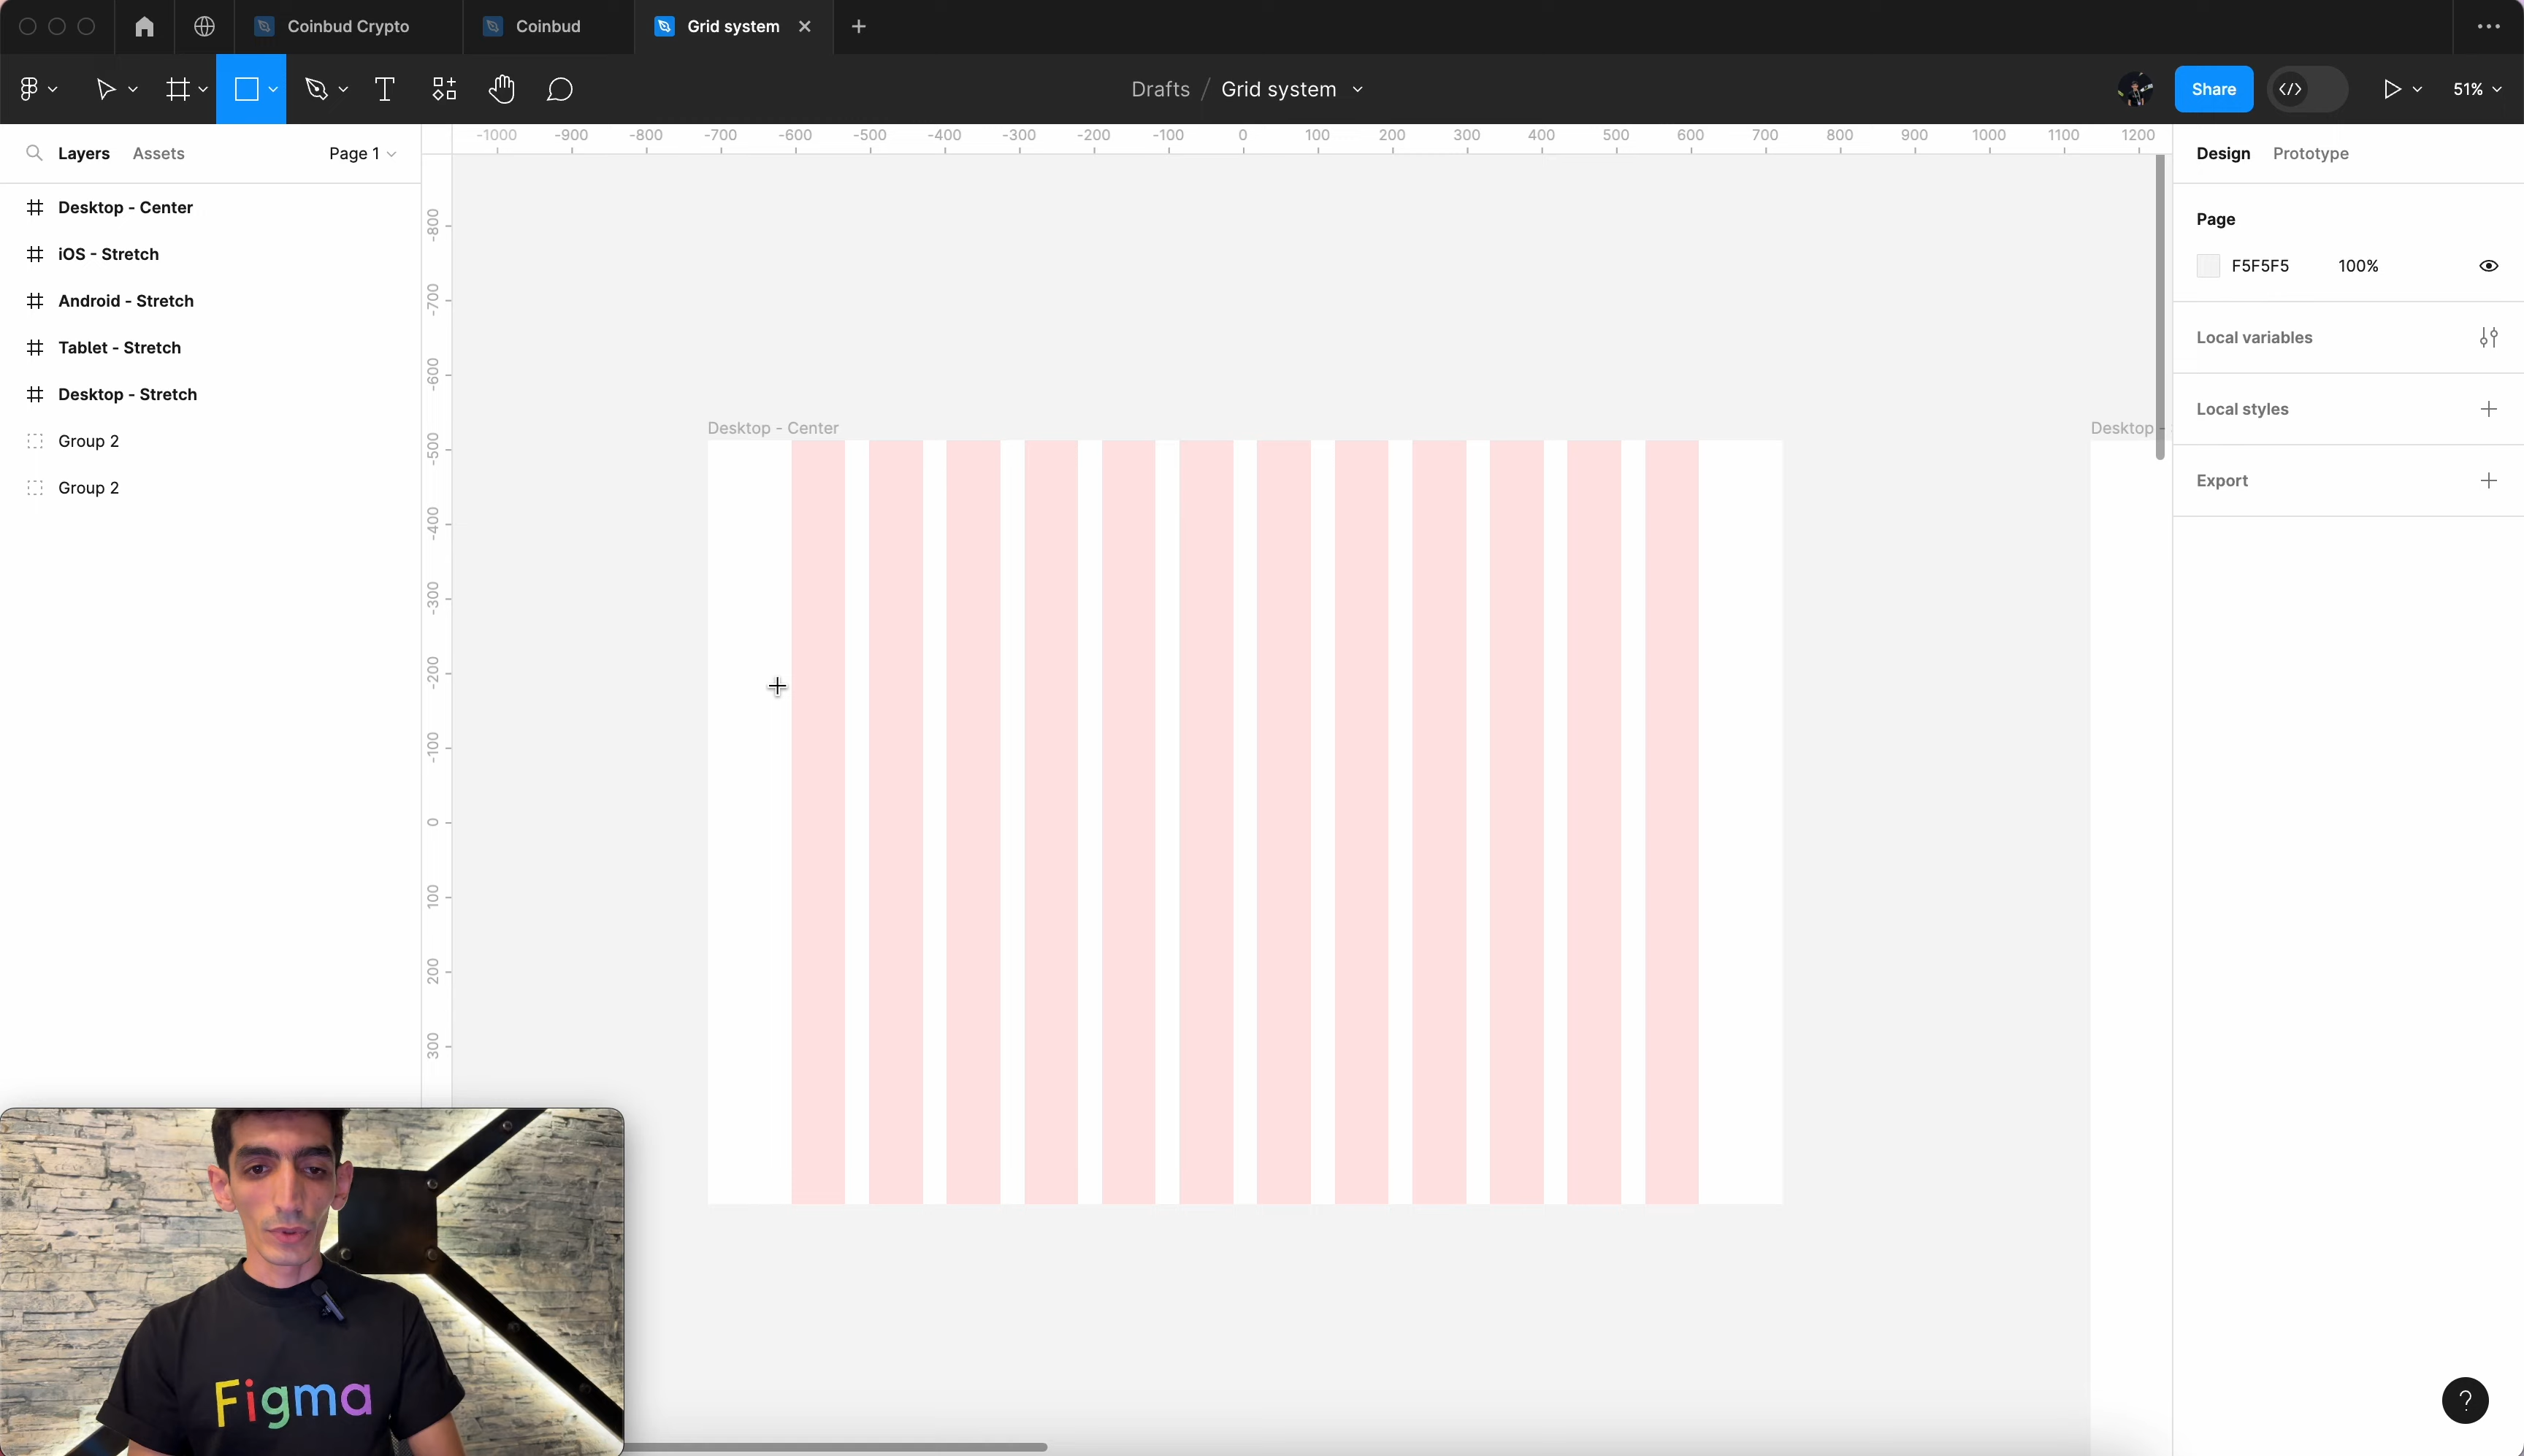 Coinbud Crypto
Coinbud
Grid system
Drafts / Grid system
Share
51%
Layers
Assets
Page 1
-1000 -900 -800 -700 -600 -500 -400 -300 -200 -100 0 100 200 300 400 500 600 700 800 900 1000 1100 1200
Design
Prototype
Desktop - Center
iOS - Stretch
Android - Stretch
Tablet - Stretch
Desktop - Stretch
Group 2
Group 2
-800
-700
-600
-500
-400
-300
-200
-100
0
100
200
300
Desktop - Center
Desktop -
Page
F5F5F5 100%
Local variables
Local styles
Export
Figma
?